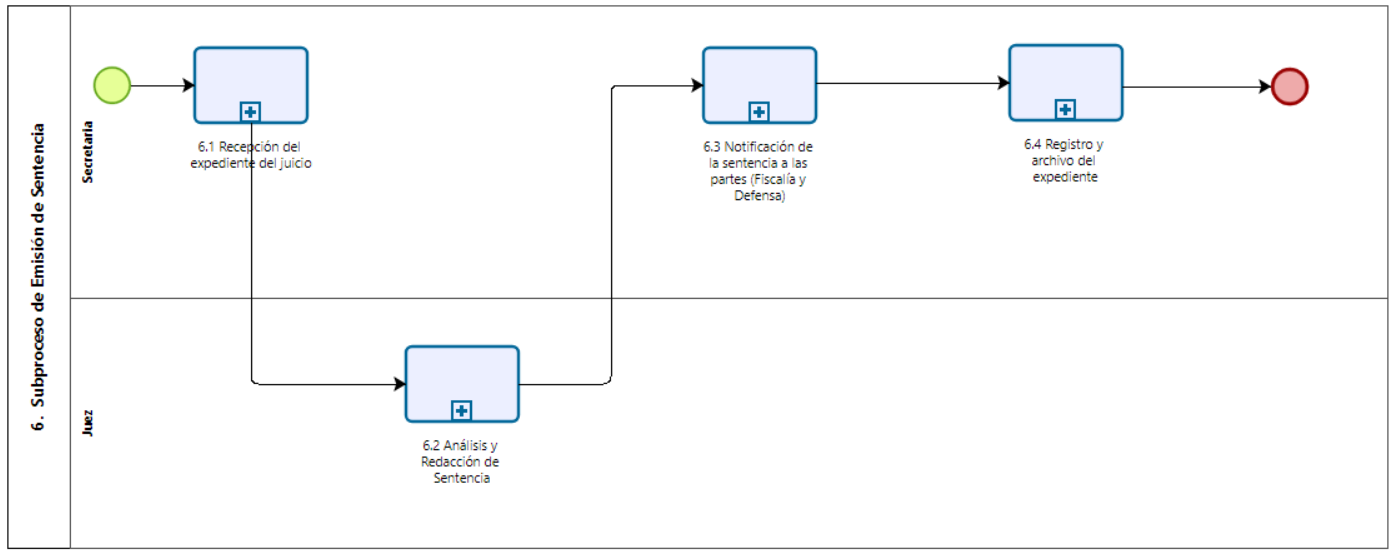 6. Subproceso de Emisión de Sentencia
Secretaria
6.1 Recepción del
expediente del juicio
6.3 Notificación de
la sentencia a las
partes (Fiscalía y
Defensa)
6.4 Registro y
archivo del
expediente
Juez
6.2 Análisis y
Redacción de
Sentencia